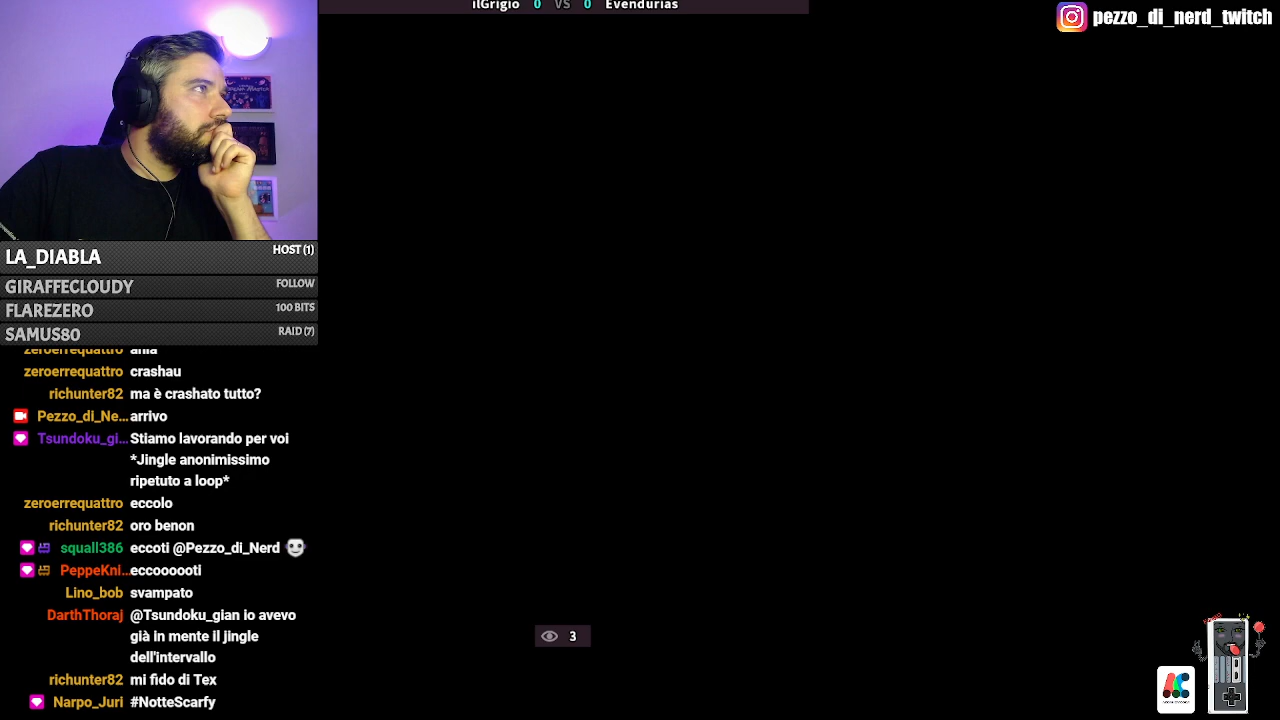 ilGrigio 0 VS 0 Evendurias
pezzo_di_nerd_twitch
LA_DIABLA HOST (1)
GIRAFFECLOUDY FOLLOW
FLAREZERO 100 BITS
SAMUS80 RAID (7)
zeroerrequattro
zeroerrequattro crashau
richunter82 ma è crashato tutto?
Pezzo_di_Ne... arrivo
Tsundoku_gi... Stiamo lavorando per voi
*Jingle anonimissimo
ripetuto a loop*
zeroerrequattro eccolo
richunter82 oro benon
squall386 eccoti @Pezzo_di_Nerd
PeppeKni... eccoooooti
Lino_bob svampato
DarthThoraj @Tsundoku_gian io avevo
già in mente il jingle
dell'intervallo
richunter82 mi fido di Tex
Narpo_Juri #NotteScarfy
3